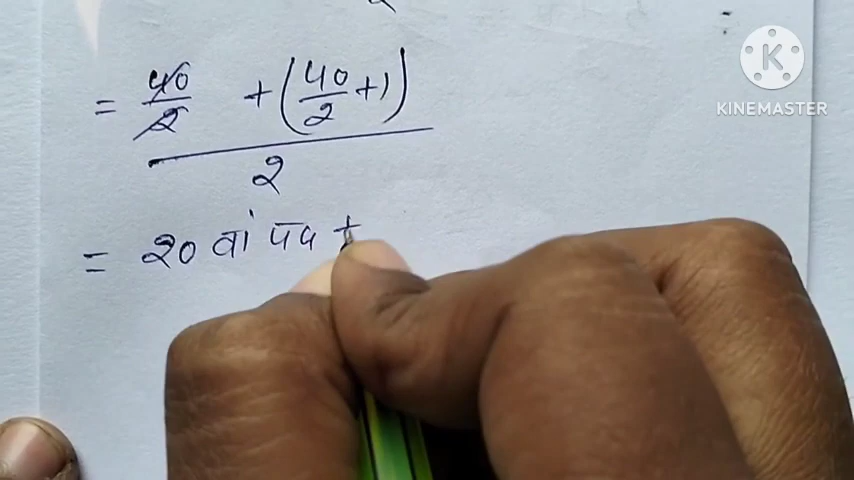 = 40/2 + (40/2 + 1)
2
= 20 वां पद +
K
KINEMASTER